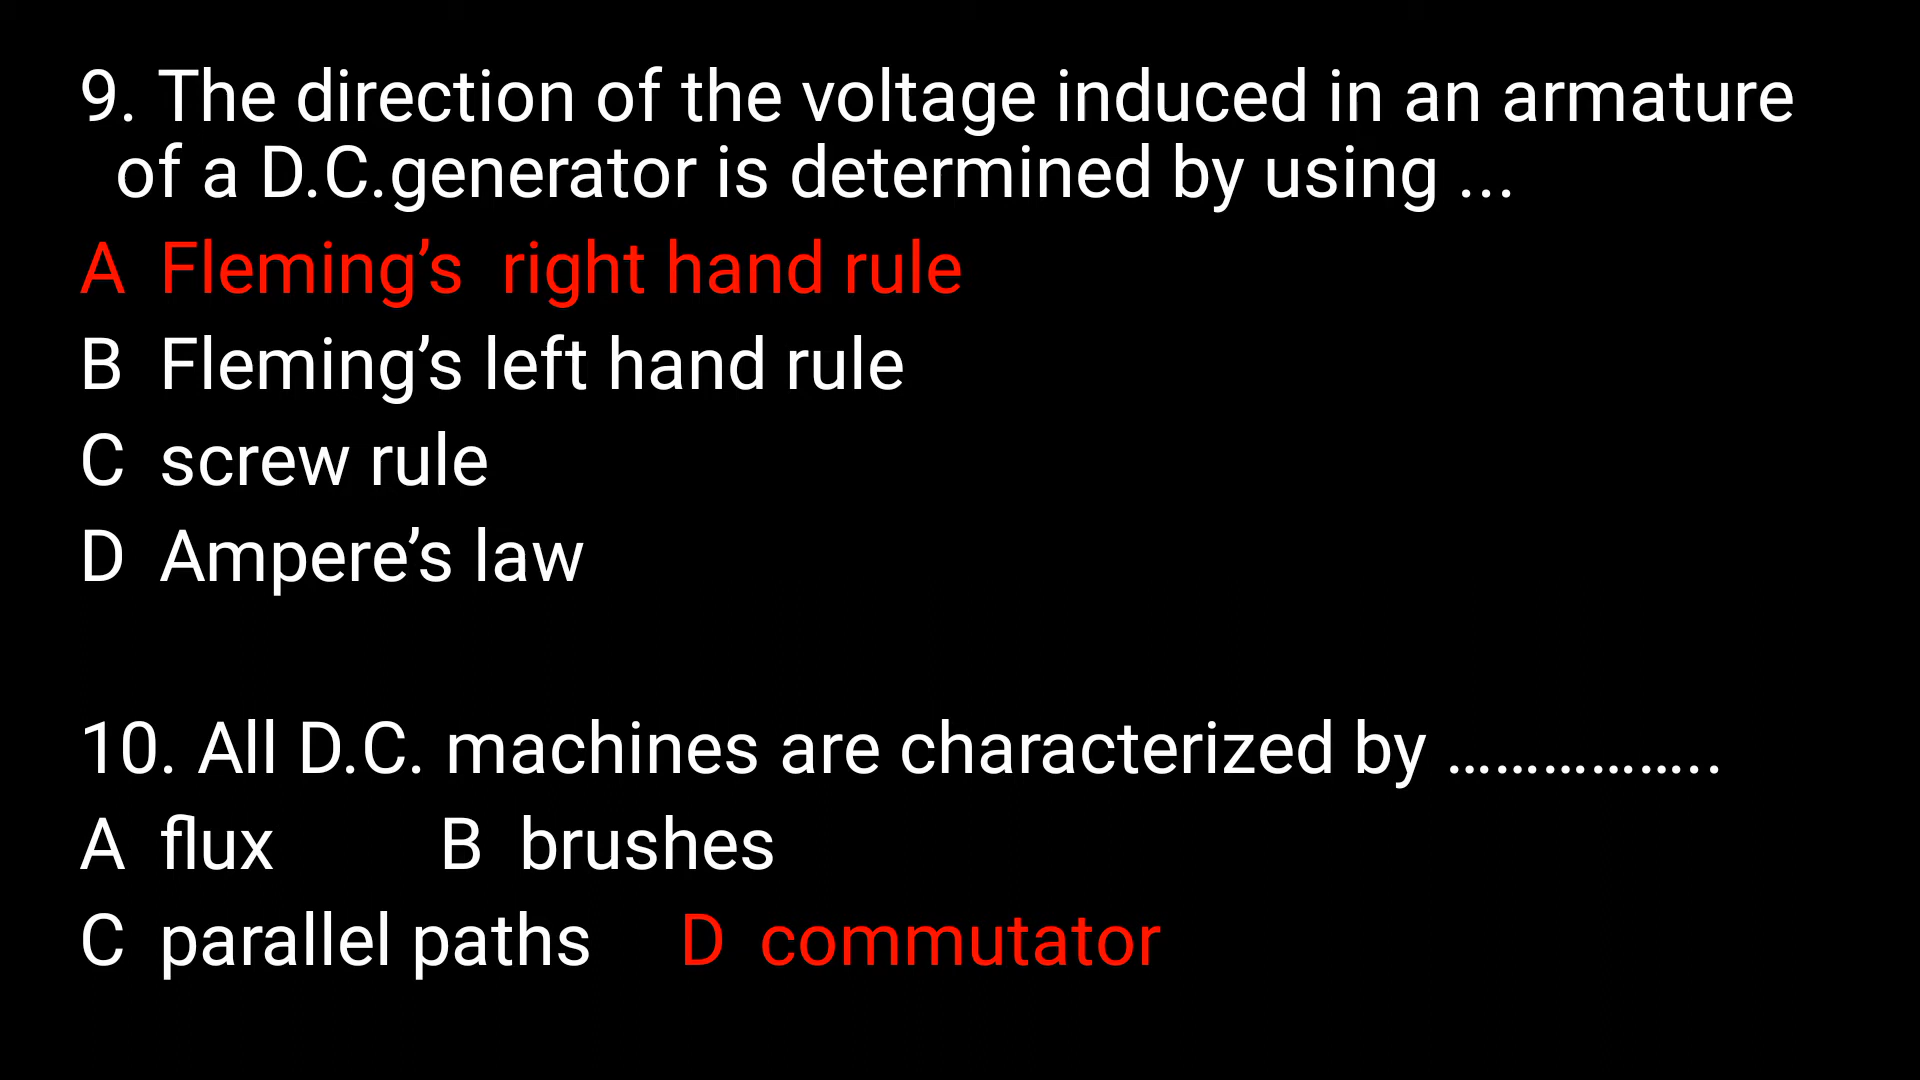 9. The direction of the voltage induced in an armature
of a D.C.generator is determined by using ...
A Fleming’s right hand rule
B Fleming’s left hand rule
C screw rule
D Ampere’s law
10. All D.C. machines are characterized by ……………..
A flux B brushes
C parallel paths D commutator